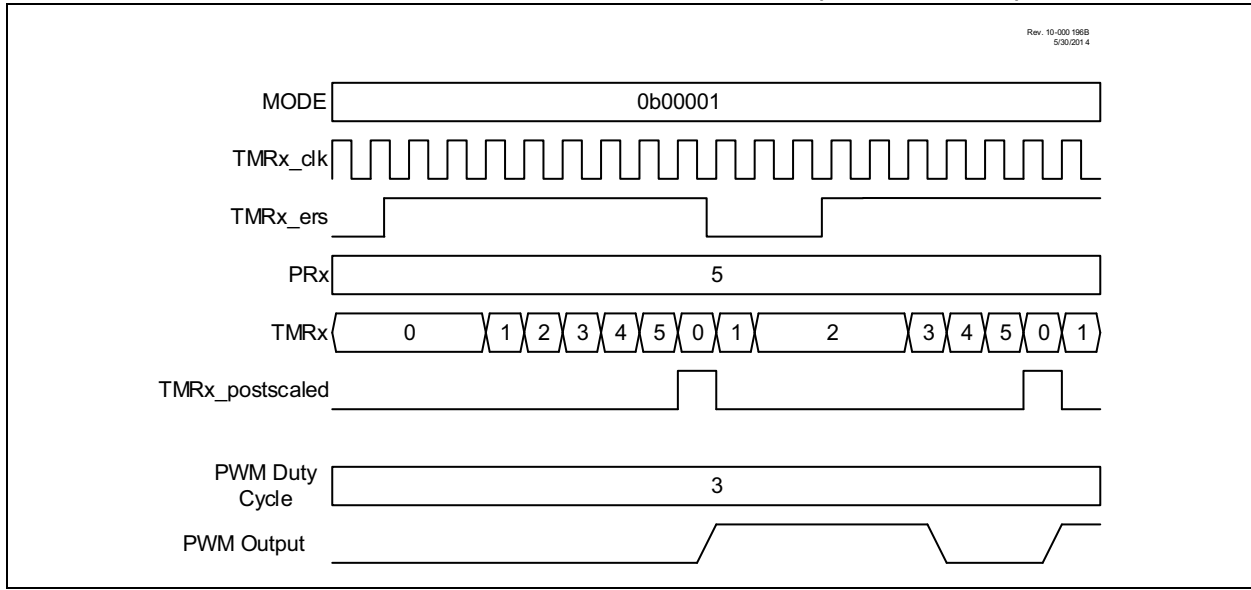 Rev. 10-000 196B
5/30/201 4
MODE 0b00001
TMRx_clk
TMRx_ers
PRx 5
TMRx 0 1 2 3 4 5 0 1 2 3 4 5 0 1
TMRx_postscaled
PWM Duty
Cycle 3
PWM Output